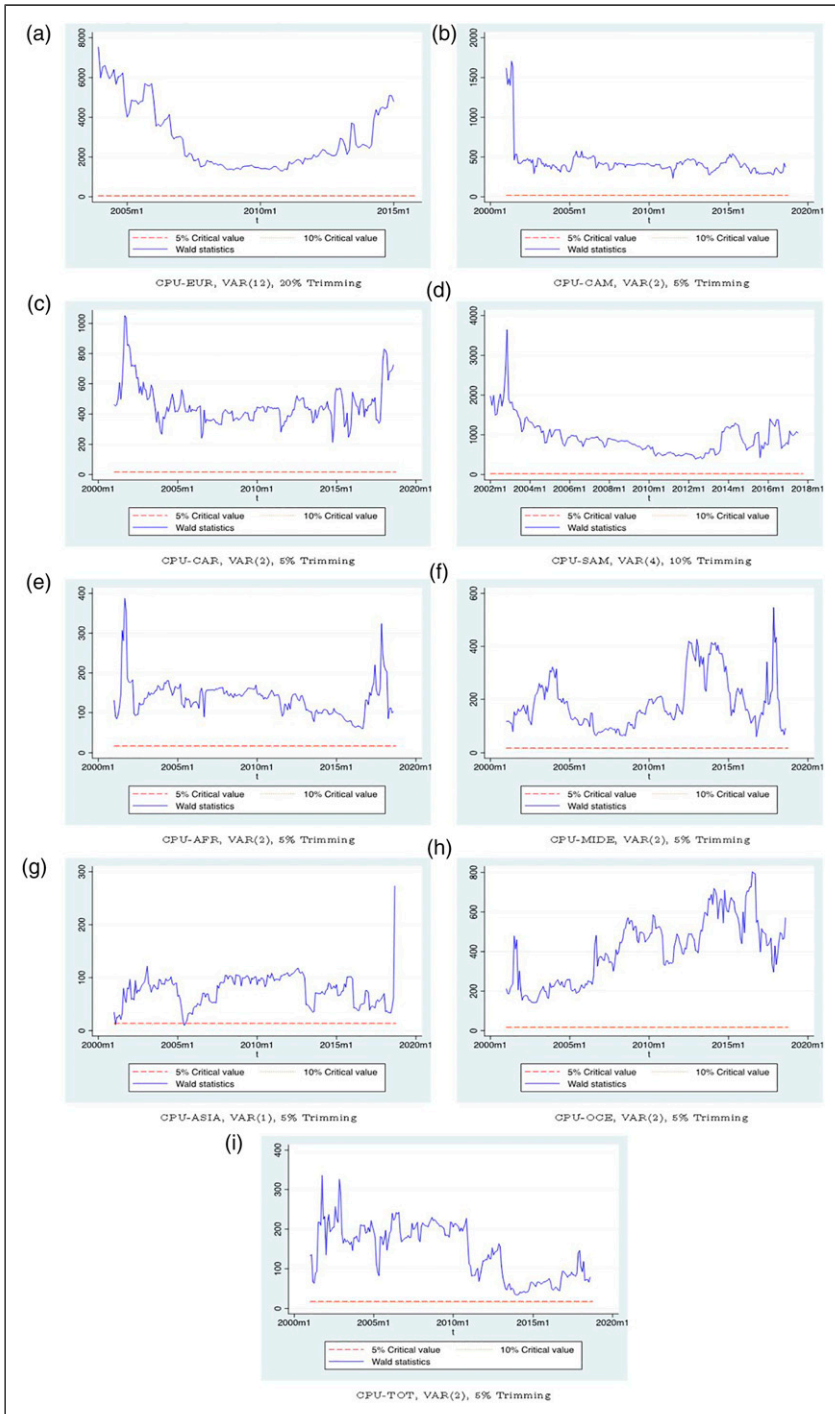 (a)
8000
6000
4000
2000
0
2005m1 2010m1 2015m1
t
5% Critical value 10% Critical value
Wald statistics
CPU-EUR, VAR(12), 20% Trimming
(b)
2000
1500
1000
500
0
2000m1 2005m1 2010m1 2015m1 2020m1
t
5% Critical value 10% Critical value
Wald statistics
CPU-CAM, VAR(2), 5% Trimming
(c)
1000
800
600
400
200
0
2000m1 2005m1 2010m1 2015m1 2020m1
t
5% Critical value 10% Critical value
Wald statistics
CPU-CAR, VAR(2), 5% Trimming
(d)
4000
3000
2000
1000
0
2002m1 2004m1 2006m1 2008m1 2010m1 2012m1 2014m1 2016m1 2018m1
t
5% Critical value 10% Critical value
Wald statistics
CPU-SAM, VAR(4), 10% Trimming
(e)
400
300
200
100
0
2000m1 2005m1 2010m1 2015m1 2020m1
t
5% Critical value 10% Critical value
Wald statistics
CPU-AFR, VAR(2), 5% Trimming
(f)
600
400
200
0
2000m1 2005m1 2010m1 2015m1 2020m1
t
5% Critical value 10% Critical value
Wald statistics
CPU-MIDE, VAR(2), 5% Trimming
(g)
300
200
100
0
2000m1 2005m1 2010m1 2015m1 2020m1
t
5% Critical value 10% Critical value
Wald statistics
CPU-ASIA, VAR(1), 5% Trimming
(h)
800
600
400
200
0
2000m1 2005m1 2010m1 2015m1 2020m1
t
5% Critical value 10% Critical value
Wald statistics
CPU-OCE, VAR(2), 5% Trimming
(i)
400
300
200
100
0
2000m1 2005m1 2010m1 2015m1 2020m1
t
5% Critical value 10% Critical value
Wald statistics
CPU-TOT, VAR(2), 5% Trimming